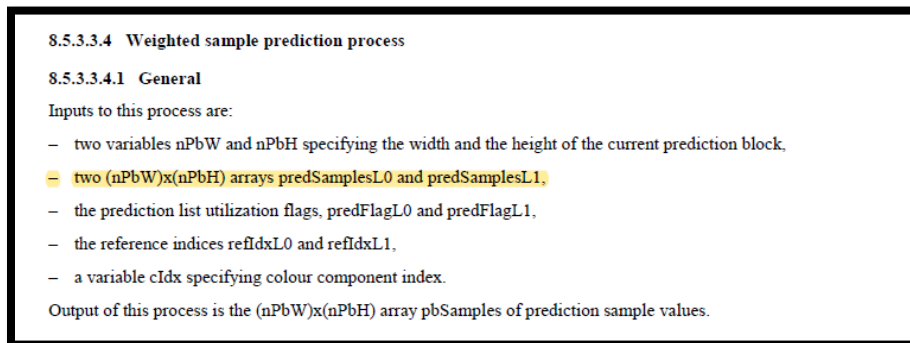 8.5.3.3.4 Weighted sample prediction process
8.5.3.3.4.1 General
Inputs to this process are:
– two variables nPbW and nPbH specifying the width and the height of the current prediction block,
– two (nPbW)x(nPbH) arrays predSamplesL0 and predSamplesL1,
– the prediction list utilization flags, predFlagL0 and predFlagL1,
– the reference indices refIdxL0 and refIdxL1,
– a variable cIdx specifying colour component index.
Output of this process is the (nPbW)x(nPbH) array pbSamples of prediction sample values.